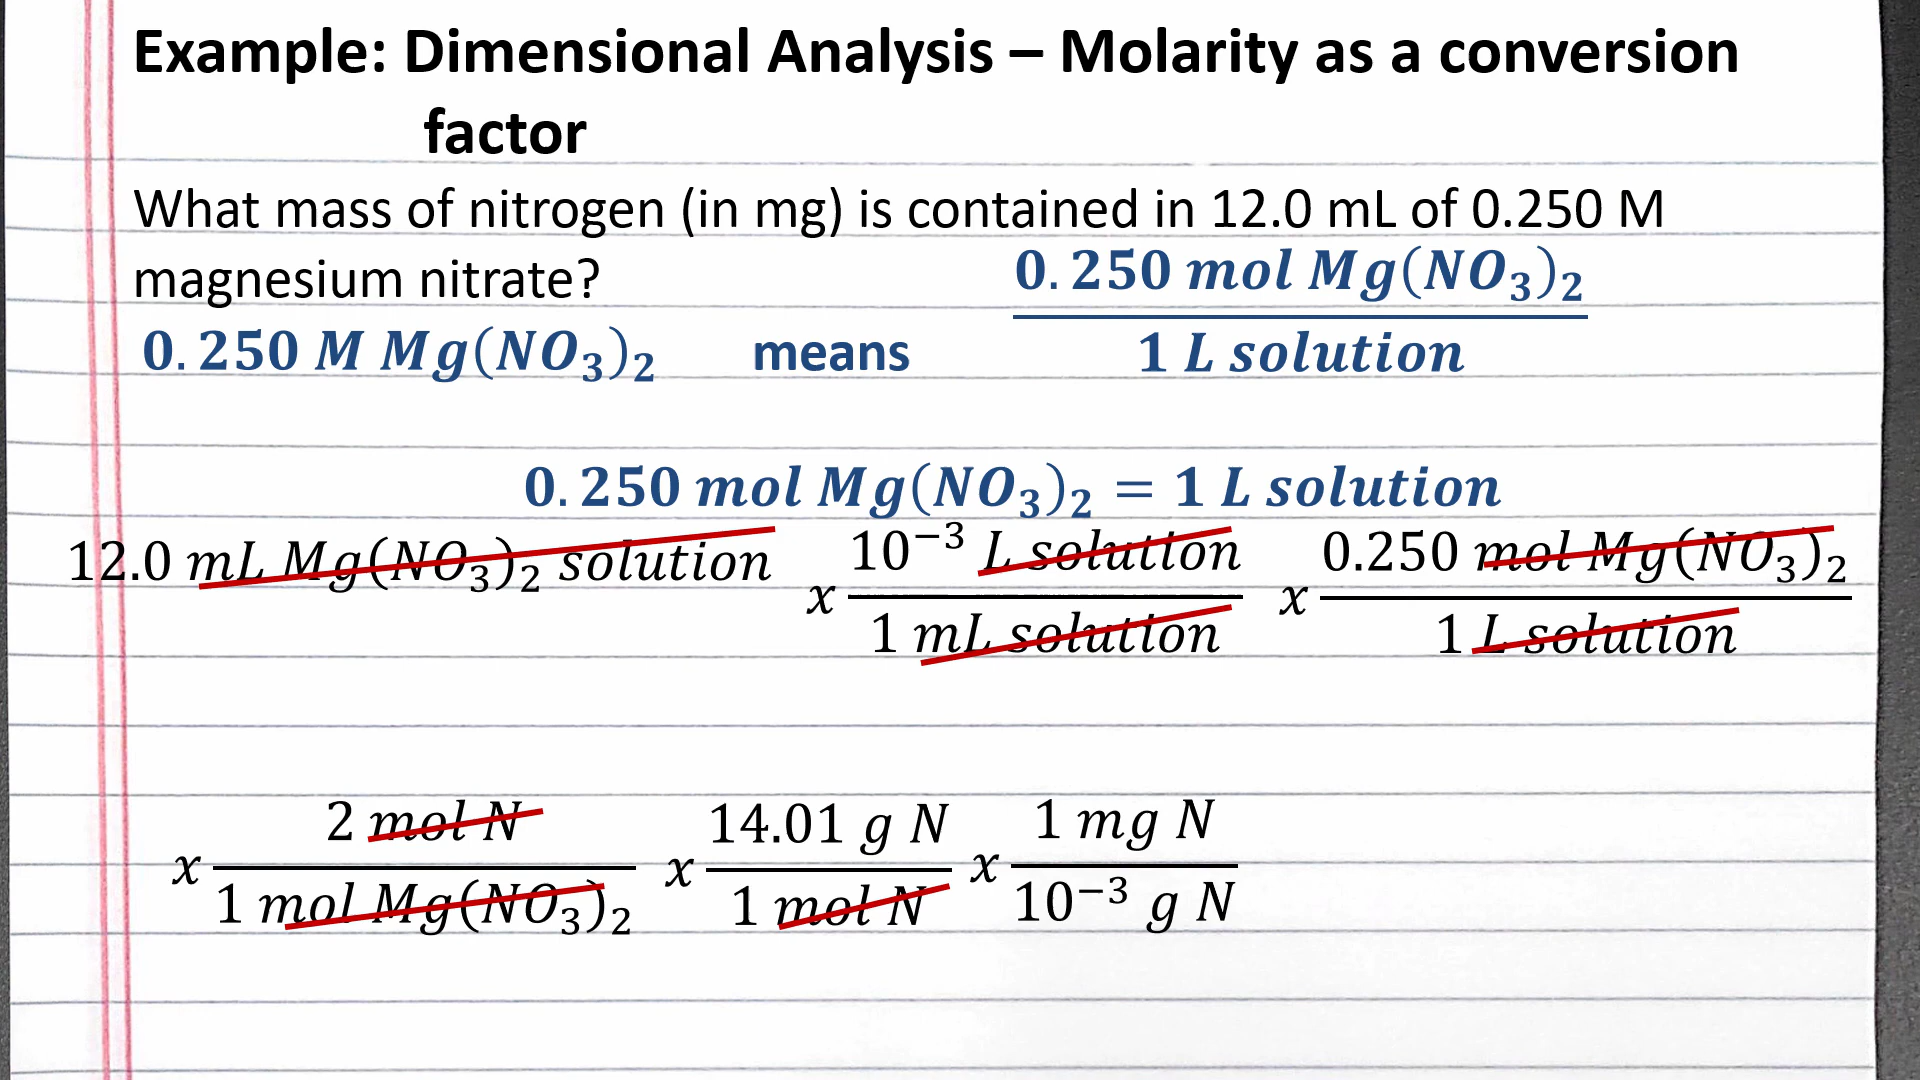 Example: Dimensional Analysis – Molarity as a conversion
factor
What mass of nitrogen (in mg) is contained in 12.0 mL of 0.250 M
magnesium nitrate?
0.250 mol Mg(NO₃)₂
0.250 M Mg(NO₃)₂ means
1 L solution
0.250 mol Mg(NO₃)₂ = 1 L solution
12.0 mL Mg(NO₃)₂ solution
x 10⁻³ L solution
1 mL solution
x 0.250 mol Mg(NO₃)₂
1 L solution
x 2 mol N
1 mol Mg(NO₃)₂
x 14.01 g N
1 mol N
x 1 mg N
10⁻³ g N